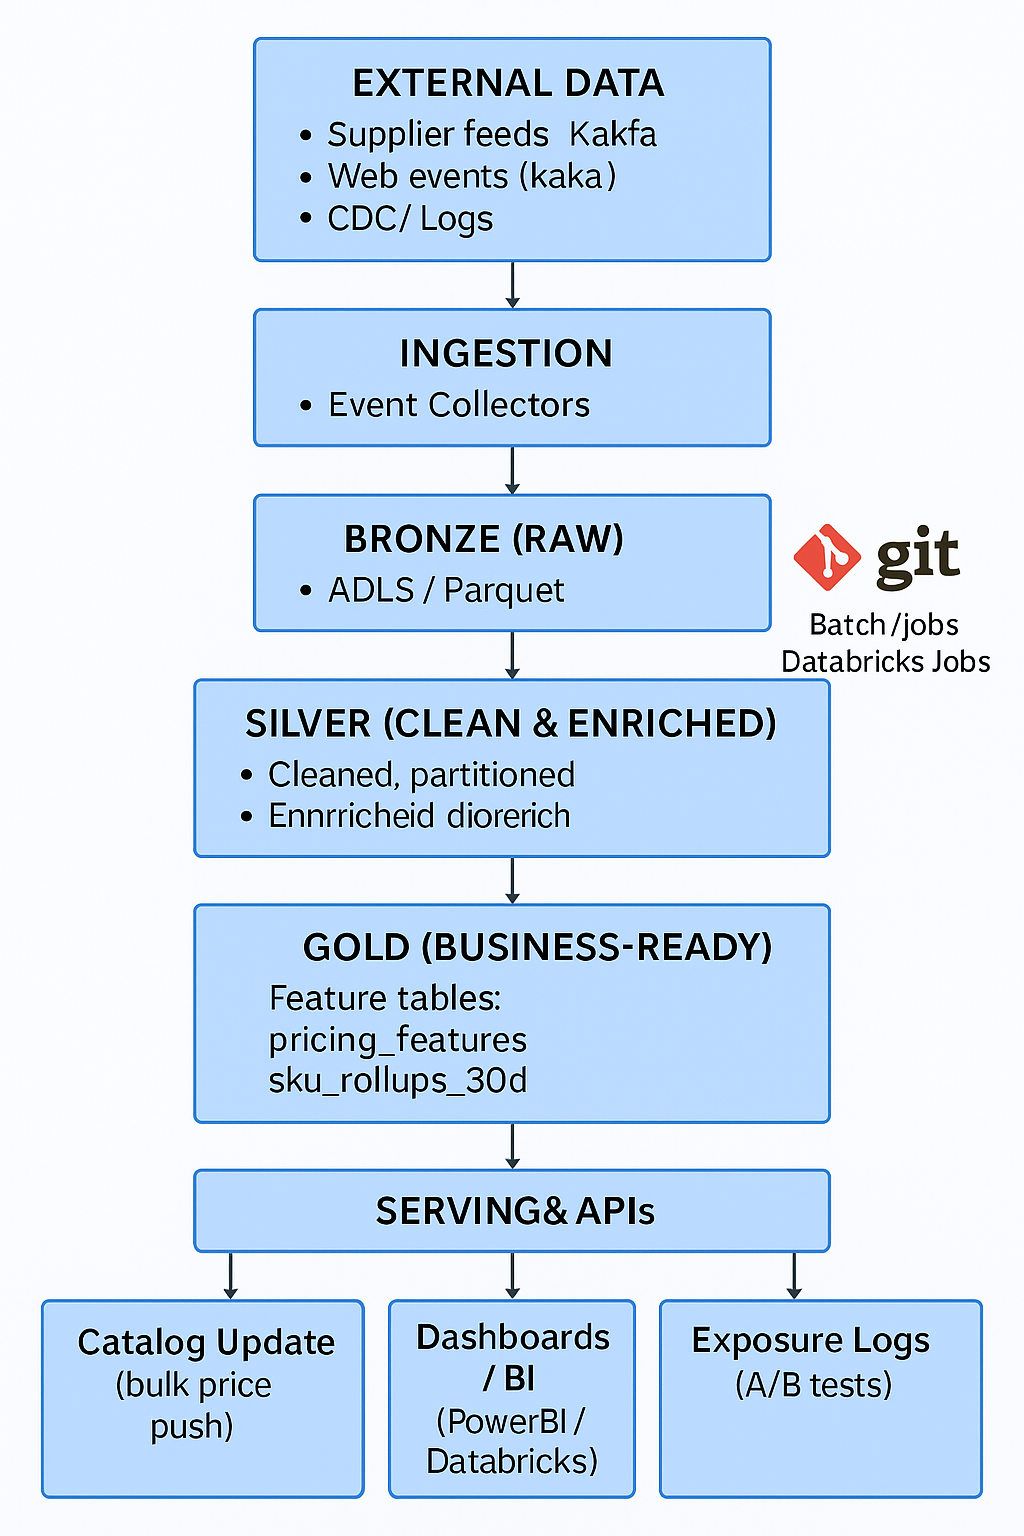 EXTERNAL DATA
• Supplier feeds Kakfa
• Web events (kaka)
• CDC/ Logs
INGESTION
• Event Collectors
BRONZE (RAW)
• ADLS / Parquet
git
Batch/jobs
Databricks Jobs
SILVER (CLEAN & ENRICHED)
• Cleaned, partitioned
• Ennrricheid diorerich
GOLD (BUSINESS-READY)
Feature tables:
pricing_features
sku_rollups_30d
SERVING& APIs
Catalog Update
(bulk price
push)
Dashboards
/ BI
(PowerBI /
Databricks)
Exposure Logs
(A/B tests)